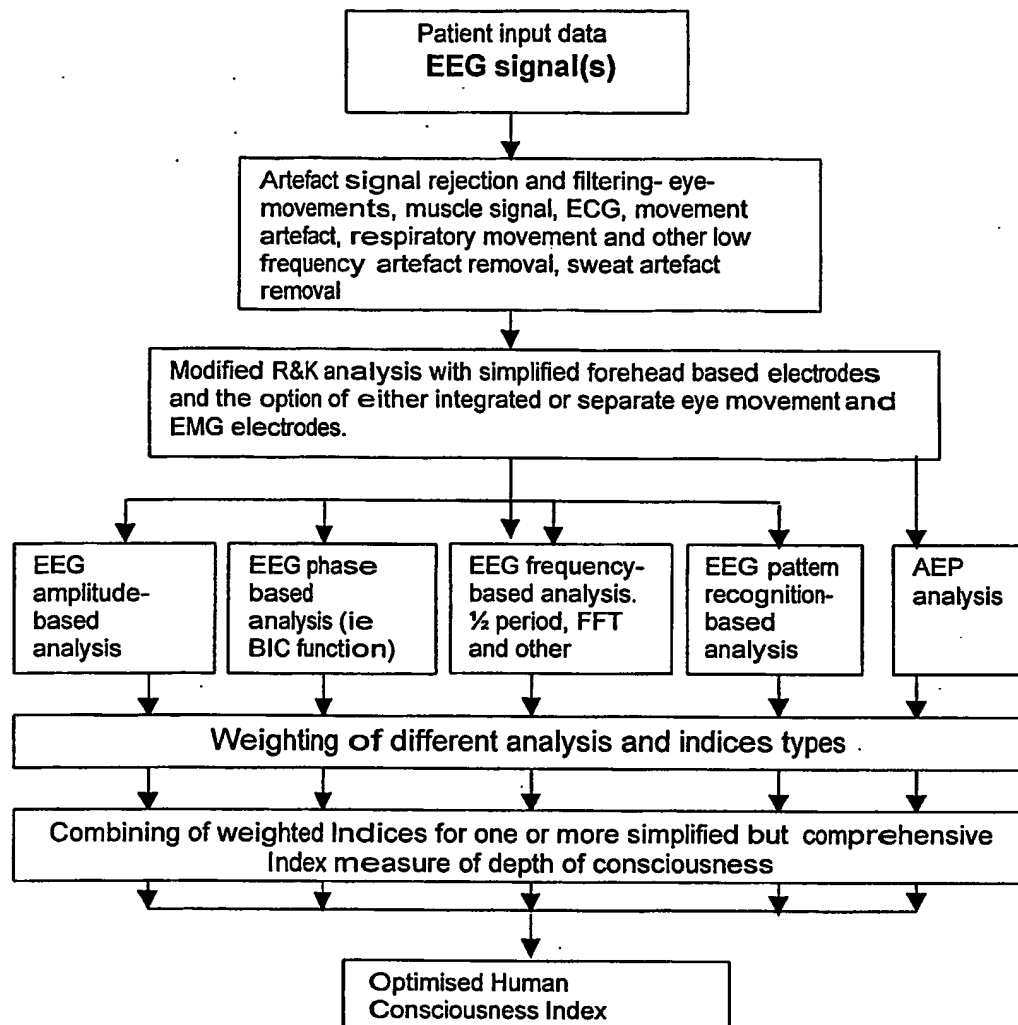 Patient input data
EEG signal(s)
Artefact signal rejection and filtering- eye-
movements, muscle signal, ECG, movement
artefact, respiratory movement and other low
frequency artefact removal, sweat artefact
removal
Modified R&K analysis with simplified forehead based electrodes
and the option of either integrated or separate eye movement and
EMG electrodes.
EEG
amplitude-
based
analysis
EEG phase
based
analysis (ie
BIC function)
EEG frequency-
based analysis.
½ period, FFT
and other
EEG pattern
recognition-
based
analysis
AEP
analysis
Weighting of different analysis and indices types
Combining of weighted Indices for one or more simplified but comprehensive
Index measure of depth of consciousness
Optimised Human
Consciousness Index